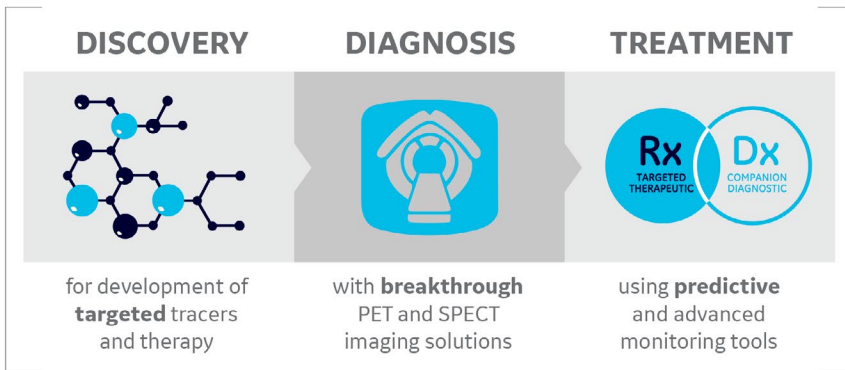 DISCOVERY
DIAGNOSIS
TREATMENT
Rx
TARGETED
THERAPEUTIC
Dx
COMPANION
DIAGNOSTIC
for development of
targeted tracers
and therapy
with breakthrough
PET and SPECT
imaging solutions
using predictive
and advanced
monitoring tools